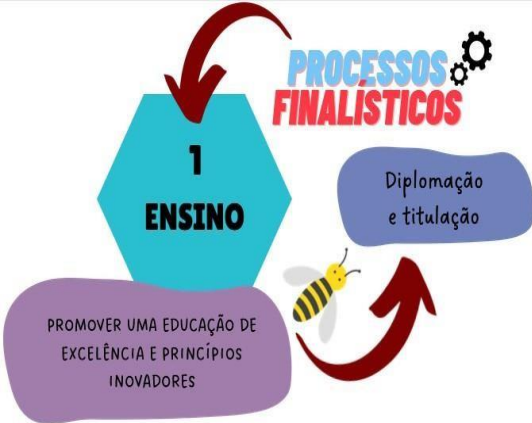 PROCESSOS
FINALÍSTICOS
1
ENSINO
Diplomação
e titulação
PROMOVER UMA EDUCAÇÃO DE
EXCELÊNCIA E PRINCÍPIOS
INOVADORES